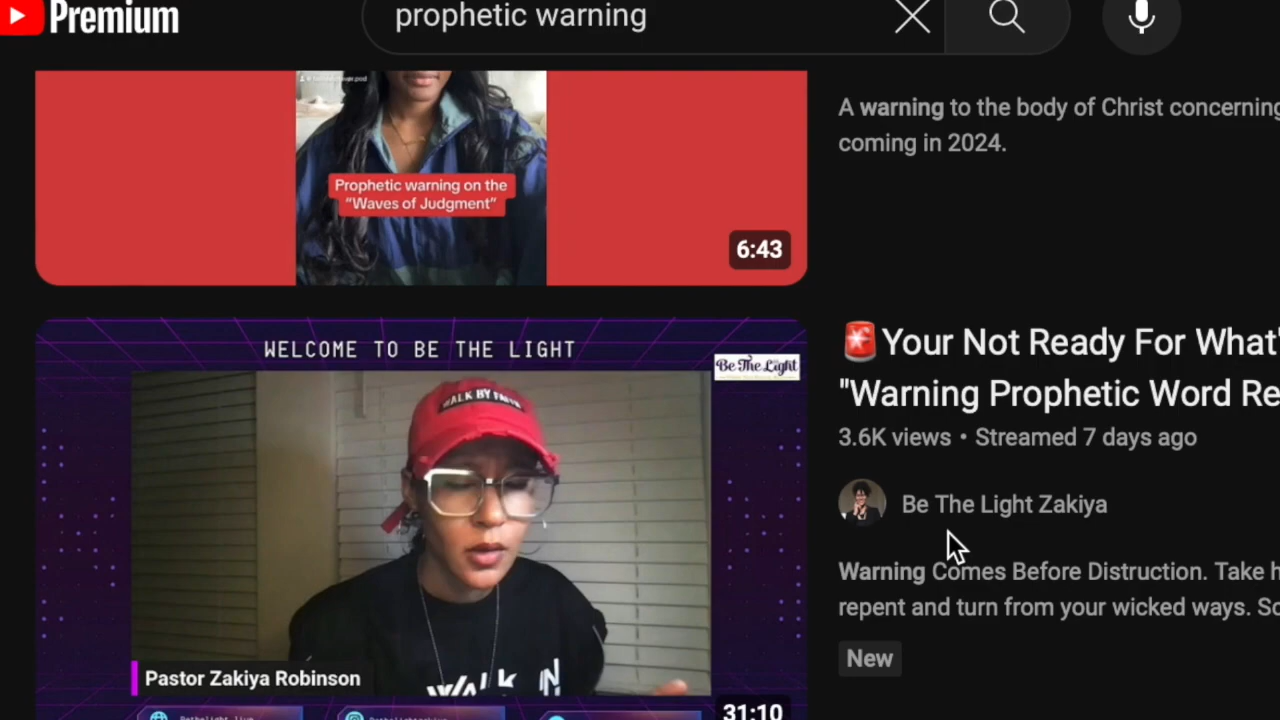 Premium
prophetic warning
A warning to the body of Christ concerning
coming in 2024.
Prophetic warning on the
"Waves of Judgment"
6:43
WELCOME TO BE THE LIGHT
Be The Light
WALK BY FAITH
Pastor Zakiya Robinson
31:10
Your Not Ready For What'
"Warning Prophetic Word Re
3.6K views • Streamed 7 days ago
Be The Light Zakiya
Warning Comes Before Distruction. Take h
repent and turn from your wicked ways. So
New